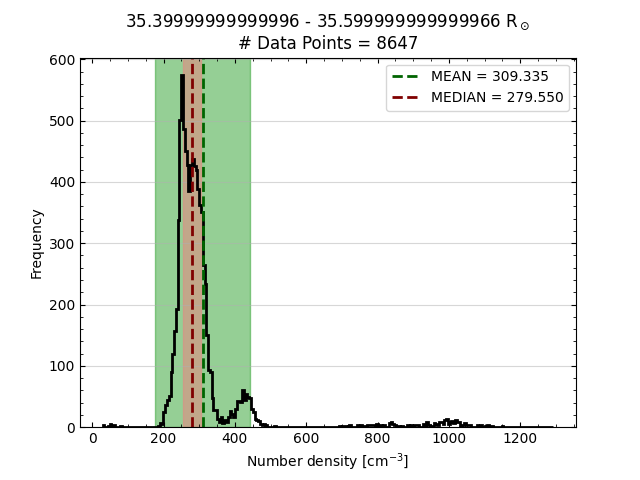 35.39999999999996 - 35.599999999999966 R⊙
# Data Points = 8647
MEAN = 309.335
MEDIAN = 279.550
Frequency
600
500
400
300
200
100
0
0 200 400 600 800 1000 1200
Number density [cm⁻³]